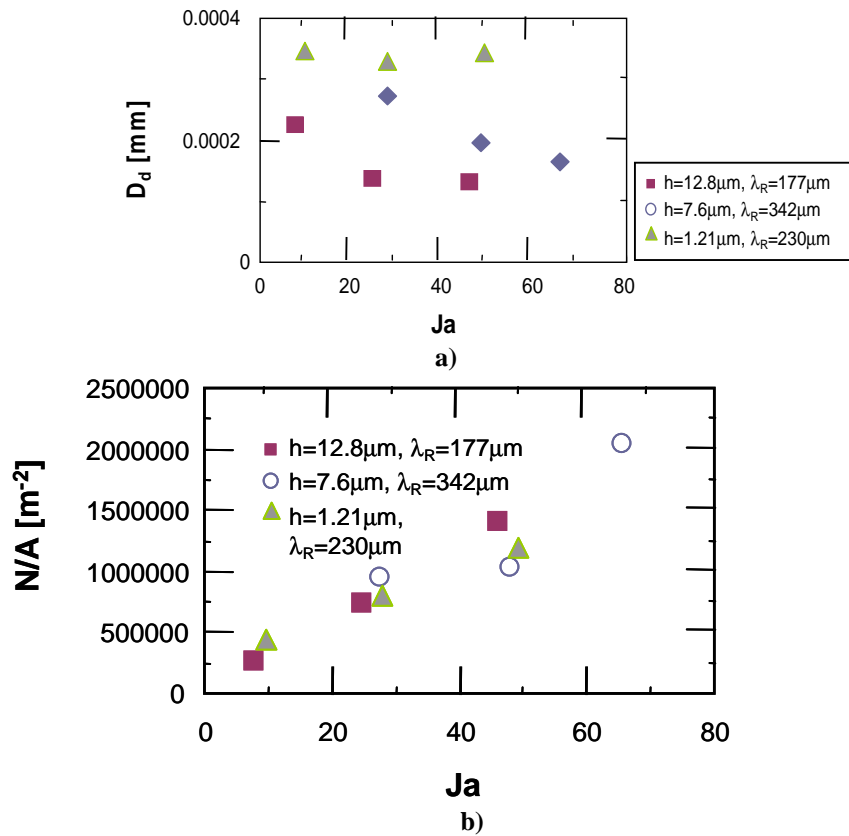 0.0004
0.0002
0
D_d [mm]
0 20 40 60 80
Ja
h=12.8μm, λ_R=177μm
h=7.6μm, λ_R=342μm
h=1.21μm, λ_R=230μm
a)
2500000
2000000
1500000
1000000
500000
0
N/A [m⁻²]
h=12.8μm, λ_R=177μm
h=7.6μm, λ_R=342μm
h=1.21μm,
λ_R=230μm
0 20 40 60 80
Ja
b)